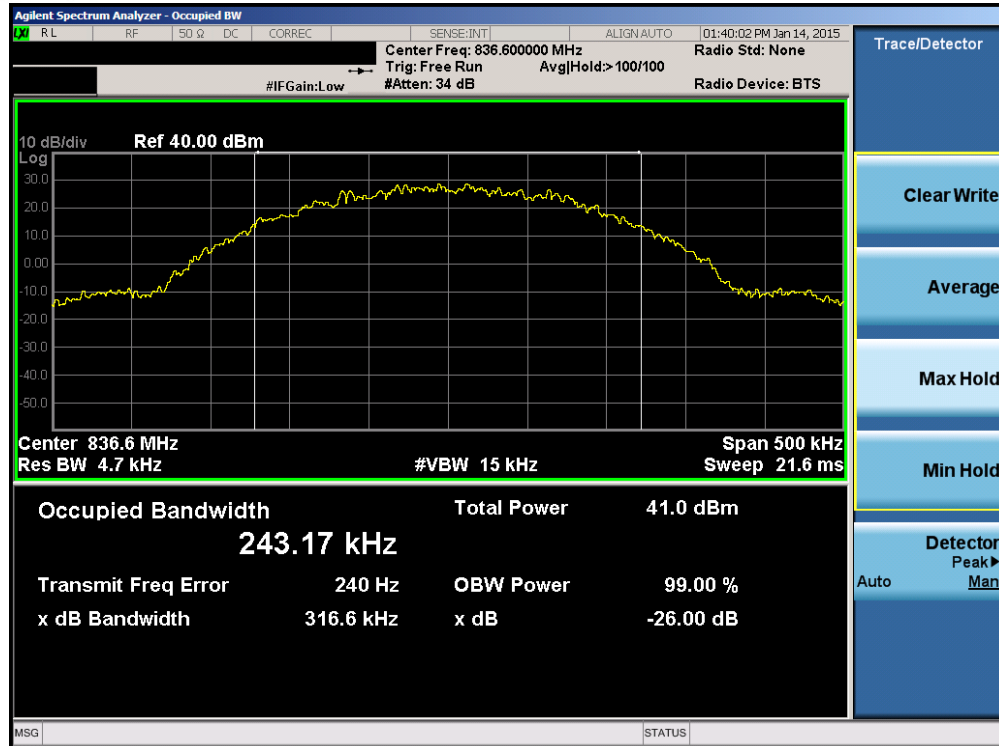 Agilent Spectrum Analyzer - Occupied BW
LXI RL RF 50 Ω DC CORREC SENSE:INT ALIGN AUTO 01:40:02 PM Jan 14, 2015
Center Freq: 836.600000 MHz Radio Std: None
Trig: Free Run Avg|Hold:>100/100
#IFGain:Low #Atten: 34 dB Radio Device: BTS
10 dB/div Ref 40.00 dBm
Log
30.0
20.0
10.0
0.00
-10.0
-20.0
-30.0
-40.0
-50.0
Center 836.6 MHz Span 500 kHz
Res BW 4.7 kHz #VBW 15 kHz Sweep 21.6 ms
Occupied Bandwidth Total Power 41.0 dBm
243.17 kHz
Transmit Freq Error 240 Hz OBW Power 99.00 %
x dB Bandwidth 316.6 kHz x dB -26.00 dB
MSG STATUS
Trace/Detector
Clear Write
Average
Max Hold
Min Hold
Detector
Peak▶
Auto Man